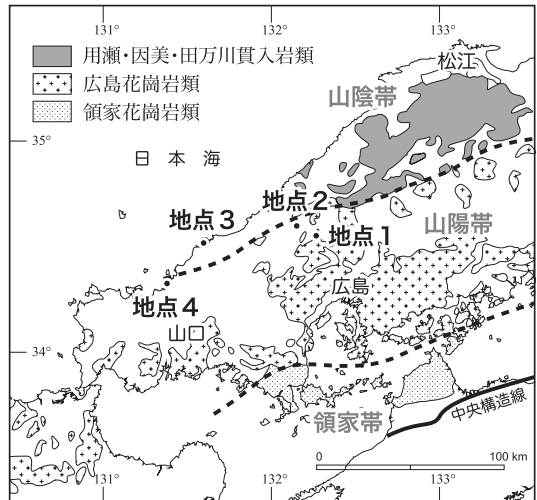 131°
132°
133°
用瀬・因美・田万川貫入岩類
広島花崗岩類
領家花崗岩類
松江
山陰帯
35°
日本海
地点2
地点3
地点1
山陽帯
広島
地点4
山口
34°
領家帯
中央構造線
0
100 km
131°
132°
133°